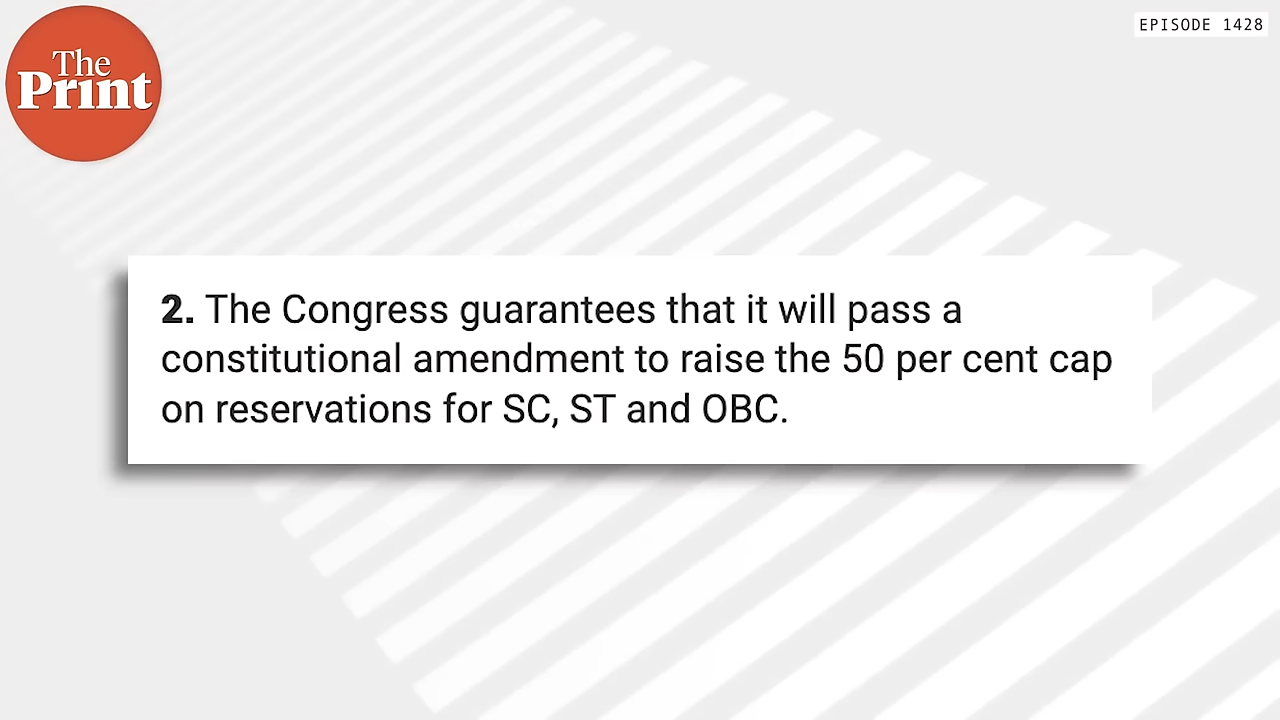 The
Print
EPISODE 1428
2. The Congress guarantees that it will pass a
constitutional amendment to raise the 50 per cent cap
on reservations for SC, ST and OBC.